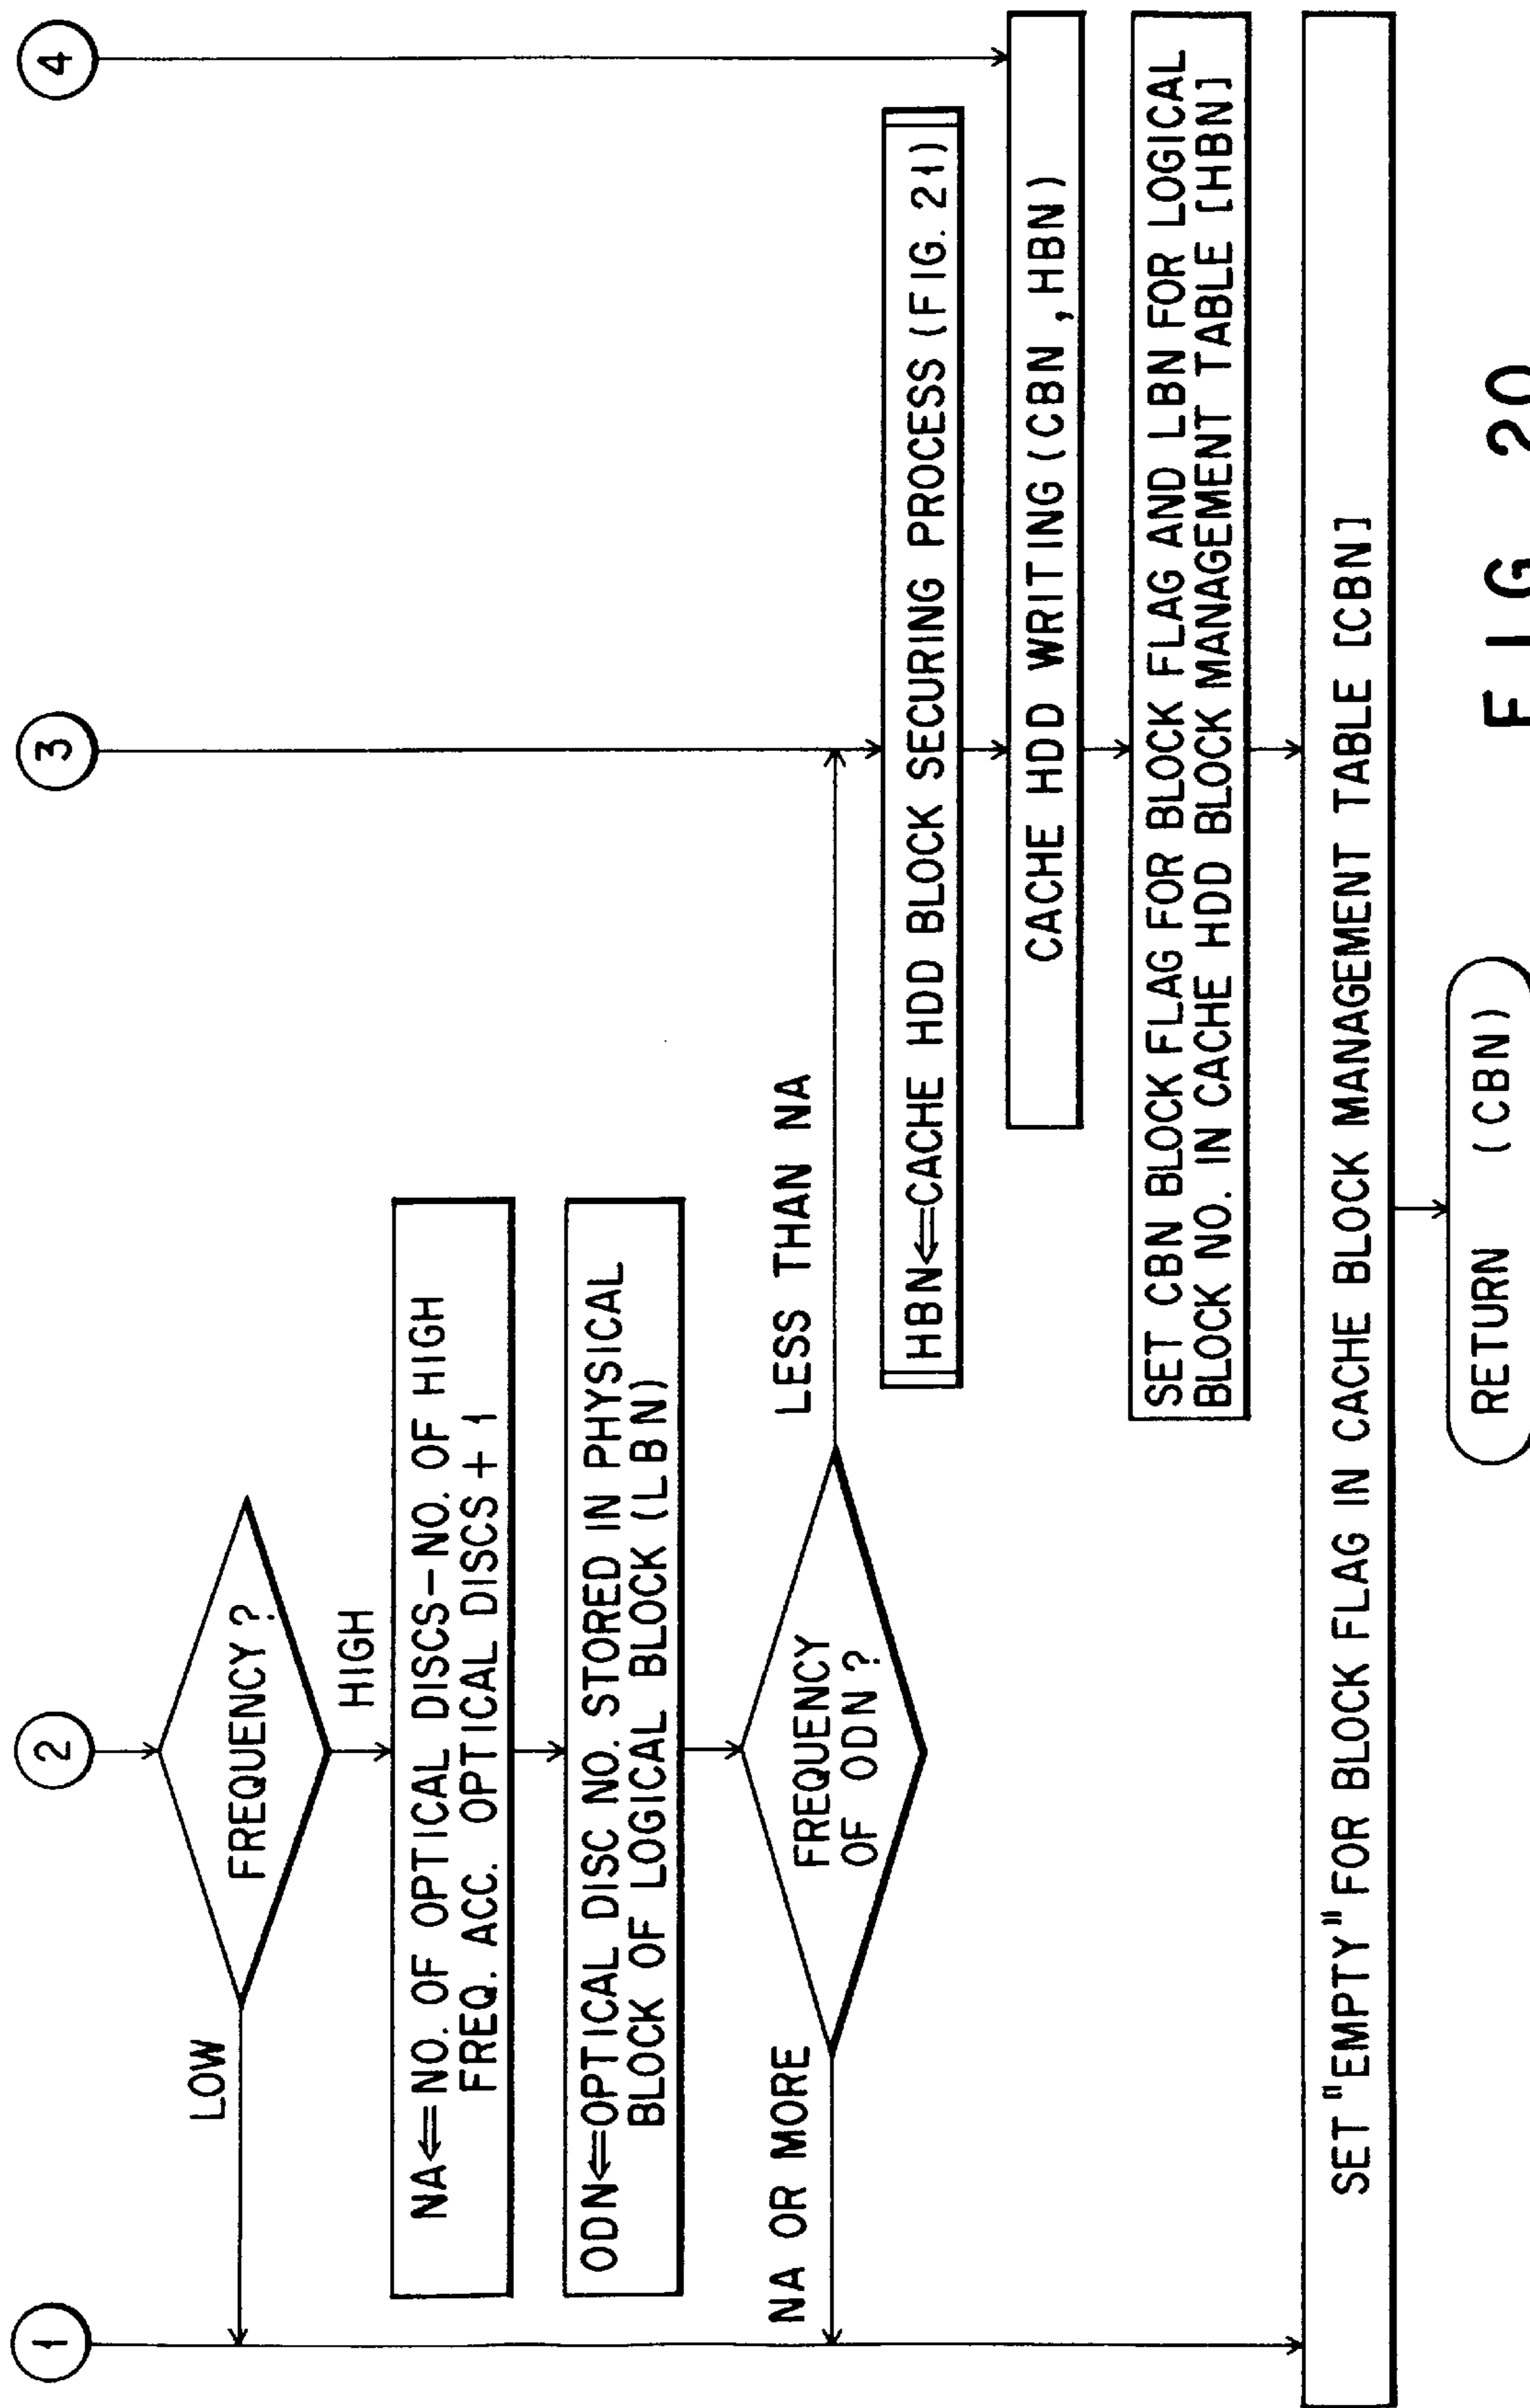 1
2
3
4
FREQUENCY?
LOW
HIGH
NA⇐NO. OF OPTICAL DISCS-NO. OF HIGH
FREQ. ACC. OPTICAL DISCS + 1
ODN⇐OPTICAL DISC NO. STORED IN PHYSICAL
BLOCK OF LOGICAL BLOCK (LBN)
FREQUENCY
OF ODN?
NA OR MORE
LESS THAN NA
HBN⇐CACHE HDD BLOCK SECURING PROCESS (FIG. 21)
CACHE HDD WRITING (CBN, HBN)
SET CBN BLOCK FLAG FOR BLOCK FLAG AND LBN FOR LOGICAL
BLOCK NO. IN CACHE HDD BLOCK MANAGEMENT TABLE [HBN]
SET "EMPTY" FOR BLOCK FLAG IN CACHE BLOCK MANAGEMENT TABLE [CBN]
RETURN (CBN)
FIG 20